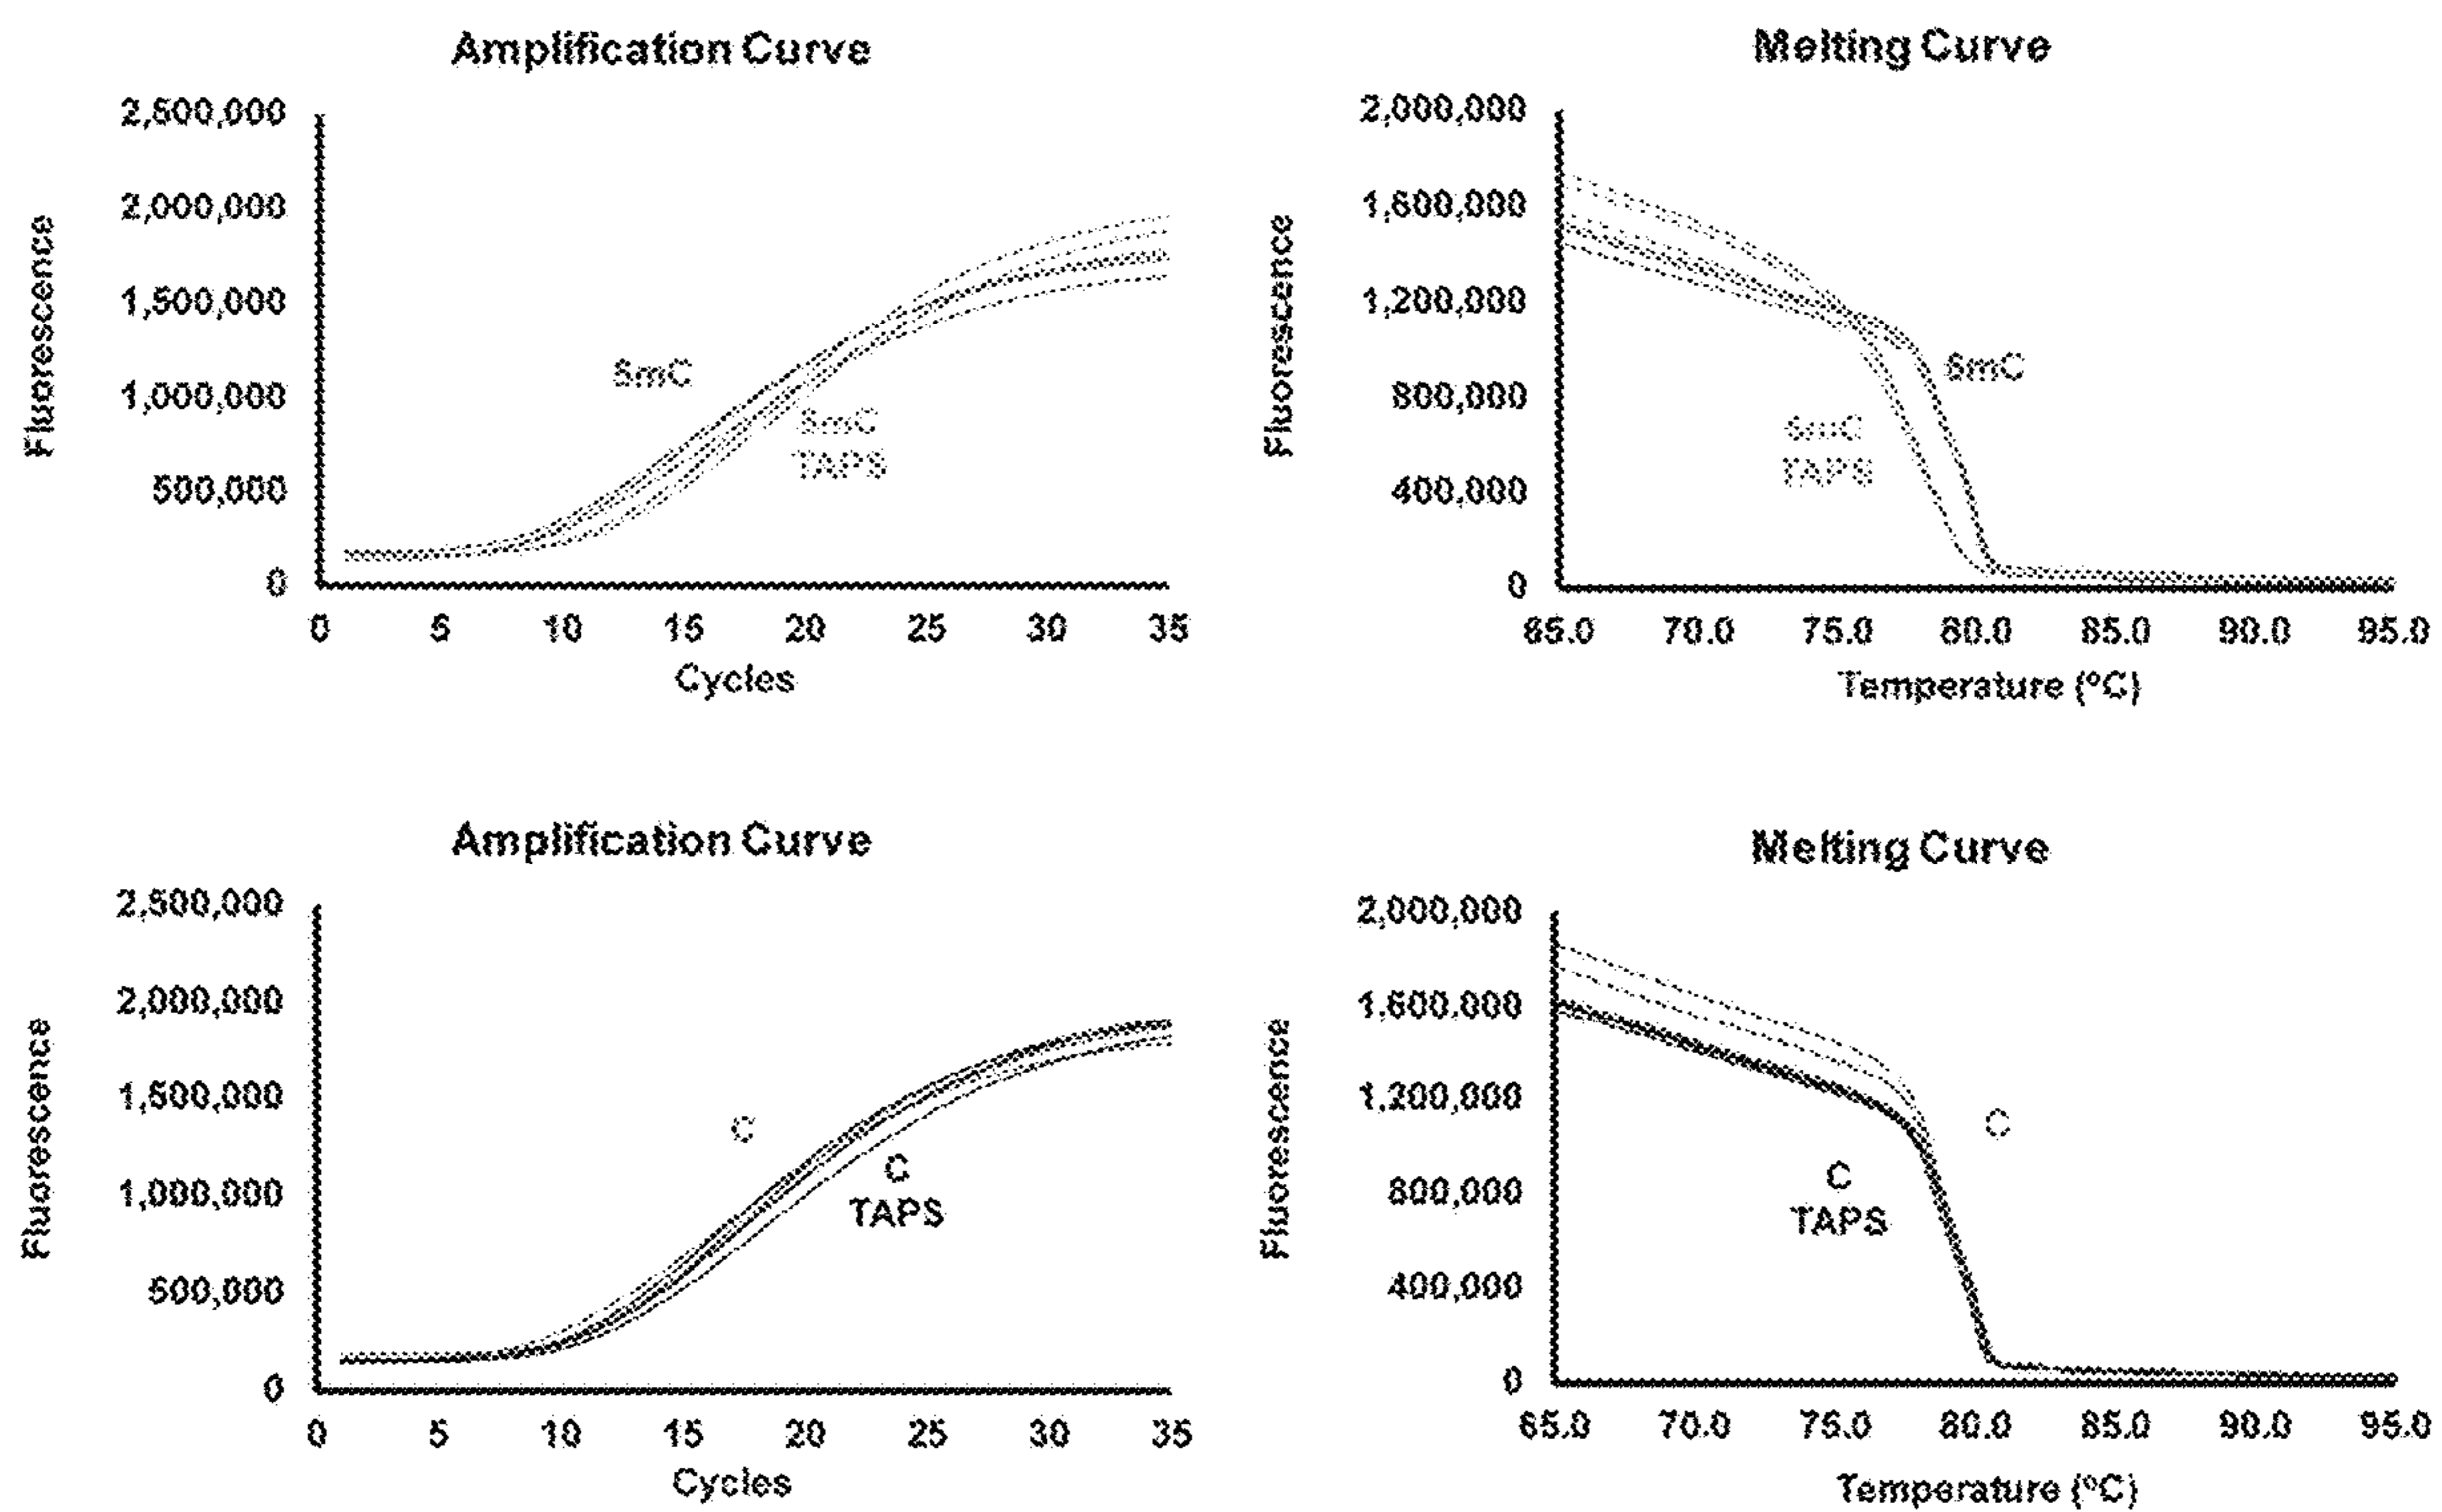 Amplification Curve
Fluorescence
2,500,000
2,000,000
1,500,000
1,000,000
500,000
0
5mC
5mC
TAPS
0 5 10 15 20 25 30 35
Cycles
Melting Curve
Fluorescence
2,000,000
1,600,000
1,200,000
800,000
400,000
0
5mC
5mC
TAPS
65.0 70.0 75.0 80.0 85.0 90.0 95.0
Temperature (°C)
Amplification Curve
Fluorescence
2,500,000
2,000,000
1,500,000
1,000,000
500,000
0
C
C
TAPS
0 5 10 15 20 25 30 35
Cycles
Melting Curve
Fluorescence
2,000,000
1,600,000
1,200,000
800,000
400,000
0
C
C
TAPS
65.0 70.0 75.0 80.0 85.0 90.0 95.0
Temperature (°C)